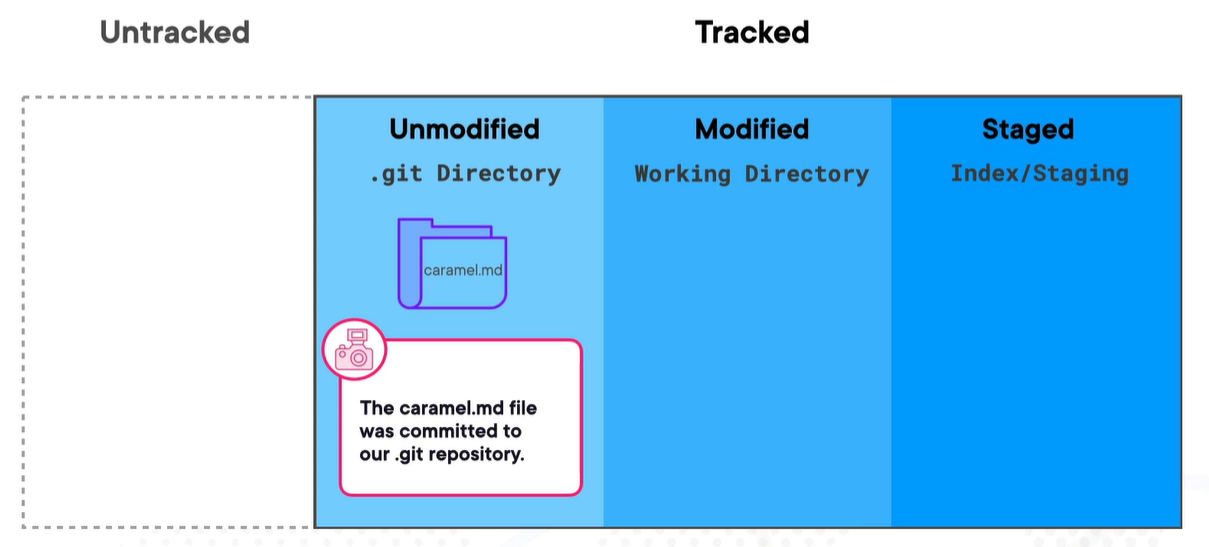 Untracked
Tracked
Unmodified
.git Directory
Modified
Working Directory
Staged
Index/Staging
caramel.md
The caramel.md file
was committed to
our .git repository.